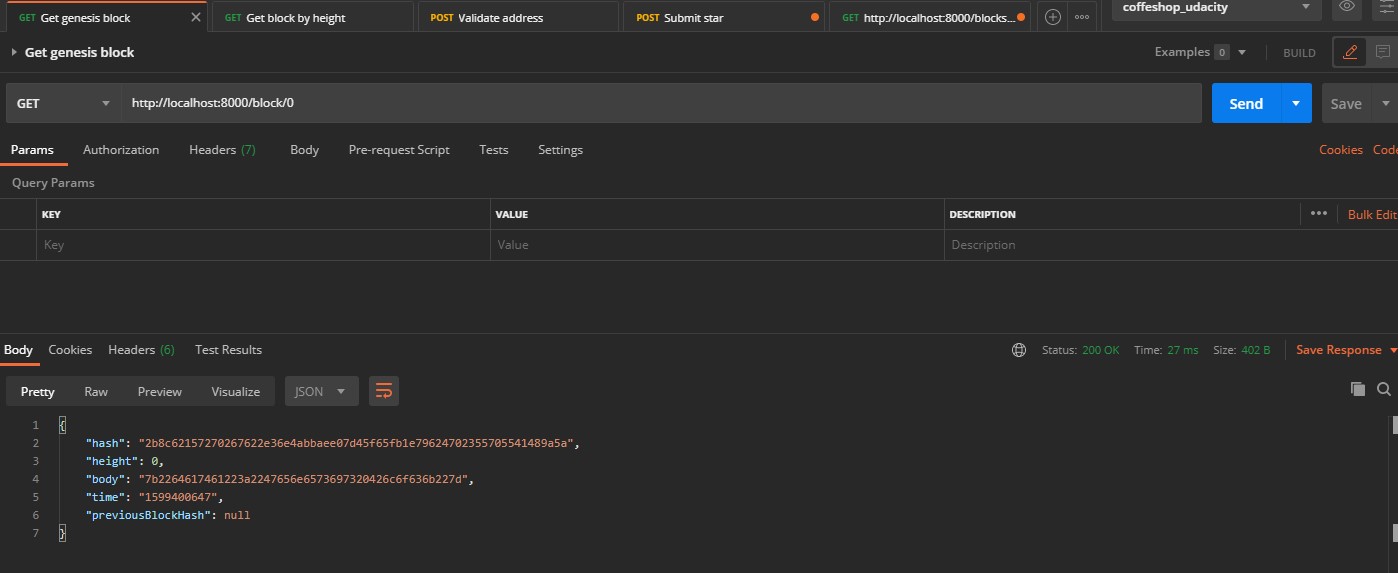 GET Get genesis block GET Get block by height POST Validate address POST Submit star GET http://localhost:8000/blocks... coffeshop_udacity
Get genesis block Examples 0 BUILD
GET http://localhost:8000/block/0 Send Save
Params Authorization Headers (7) Body Pre-request Script Tests Settings Cookies Code
Query Params
KEY VALUE DESCRIPTION Bulk Edit
Key Value Description
Body Cookies Headers (6) Test Results Status: 200 OK Time: 27 ms Size: 402 B Save Response
Pretty Raw Preview Visualize JSON
1 {
2 "hash": "2b8c62157270267622e36e4abbaee07d45f65fb1e79624702355705541489a5a",
3 "height": 0,
4 "body": "7b2264617461223a2247656e6573697320426c6f636b227d",
5 "time": "1599400647",
6 "previousBlockHash": null
7 }